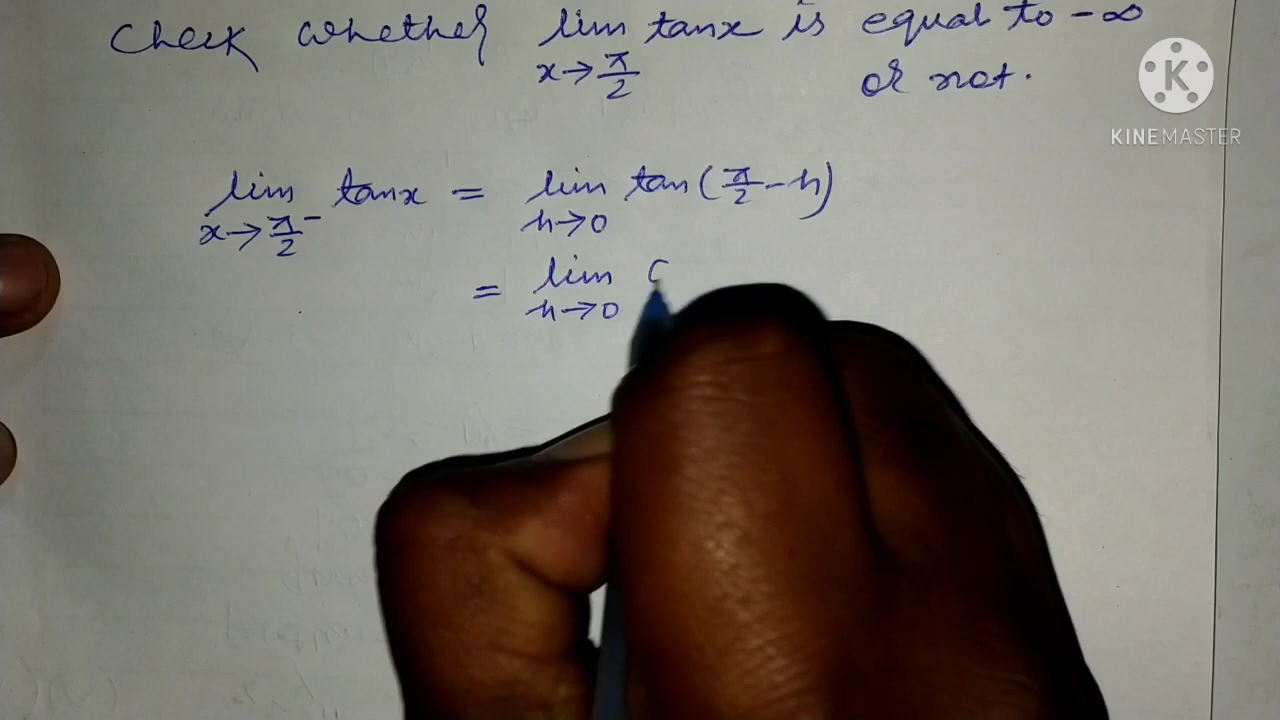 Check whether lim tanx is equal to -∞
x→π/2 or not.
K
KINEMASTER
lim tanx = lim tan(π/2-h)
x→π/2⁻ h→0
= lim c
h→0